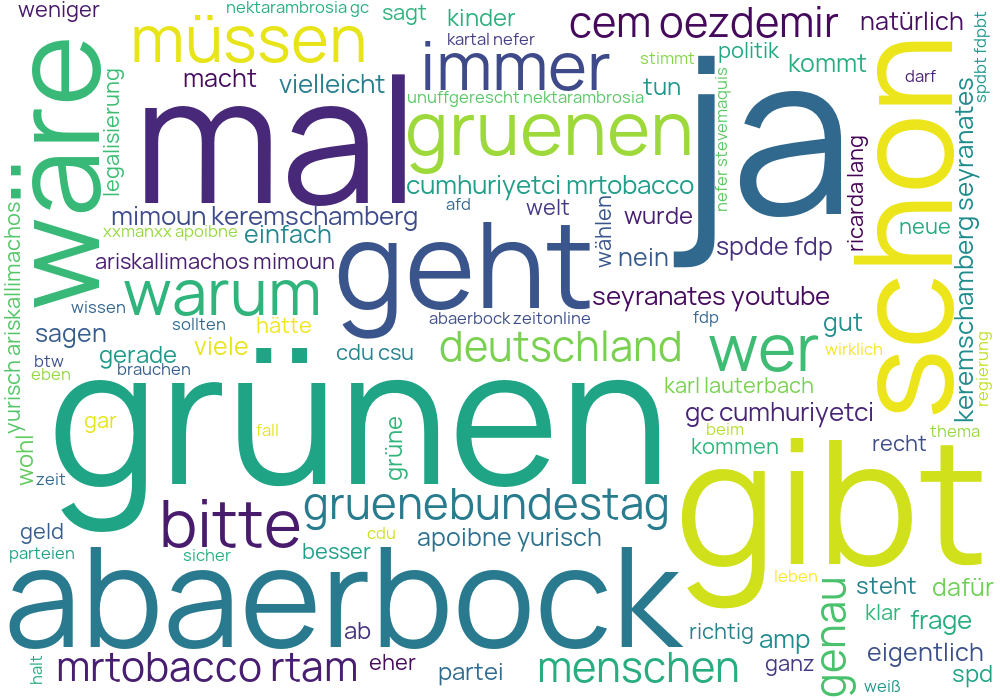 weniger
nektarambrosia gc
sagt
kinder
cem oezdemir
natürlich
müssen
kartal nefer
immer
stimmt
politik
kommt
spdbt fdpbt
macht
vielleicht
tun
darf
wäre
legalisierung
mal
unuffgerescht nektarambrosia
gruenen
nefer stevemaquis
ja
schon
cumhuriyetci mrtobacco
ricarda lang
keremschamberg seyranates
mimoun keremschamberg
afd
welt
wählen
wurde
neue
xxmanxx apoibne
einfach
geht
nein
spdde fdp
yurisch ariskallimachos
ariskallimachos mimoun
warum
seyranates youtube
wissen
sollten
hätte
abaerbock zeitonline
fdp
gut
sagen
viele
gerade
cdu csu
deutschland
wer
wirklich
regierung
btw
eben
brauchen
karl lauterbach
grünen
gar
fall
grüne
gc cumhuriyetci
beim
thema
wohl
kommen
recht
zeit
gibt
bitte
gruenebundestag
geld
cdu
apoibne yurisch
parteien
sicher
besser
abaerbock
leben
genau
steht
dafür
klar
frage
ab
richtig
amp
halt
mrtobacco rtam
eher
partei
menschen
ganz
eigentlich
weiß
spd